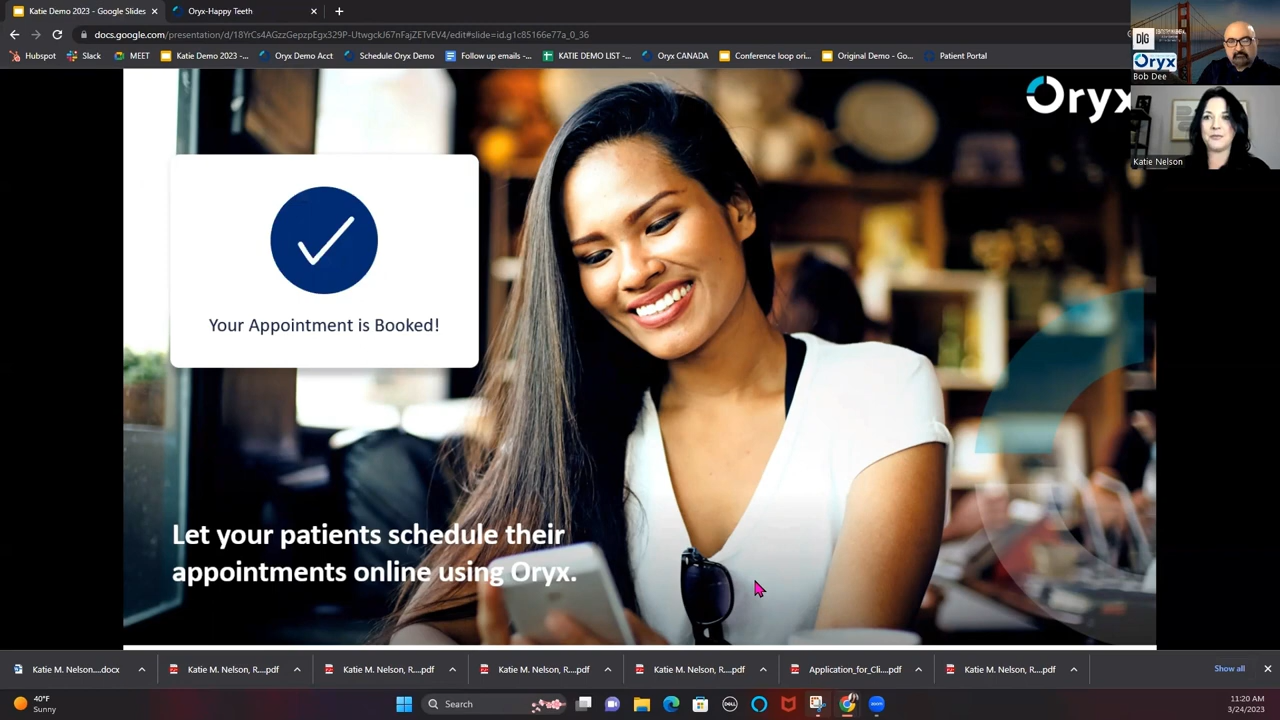 Katie Demo 2023 - Google Slides
Oryx-Happy Teeth
docs.google.com/presentation/d/18YrCs4AGzzGepzpEgx329P-UtwgckJ67nFajZETvEV4/edit#slide=id.g1c85166e77a_0_36
Hubspot
Slack
MEET
Katie Demo 2023 -...
Oryx Demo Acct
Schedule Oryx Demo
Follow up emails -...
KATIE DEMO LIST -...
Oryx CANADA
Conference loop ori...
Original Demo - Go...
Patient Portal
Oryx
Bob Dee
Katie Nelson
Oryx
Your Appointment is Booked!
Let your patients schedule their
appointments online using Oryx.
Katie M. Nelson....docx
Katie M. Nelson, R....pdf
Katie M. Nelson, R....pdf
Katie M. Nelson, R....pdf
Katie M. Nelson, R....pdf
Application_for_Cli....pdf
Katie M. Nelson, R....pdf
Show all
40°F
Sunny
Search
DELL
zoom
11:20 AM
3/24/2023